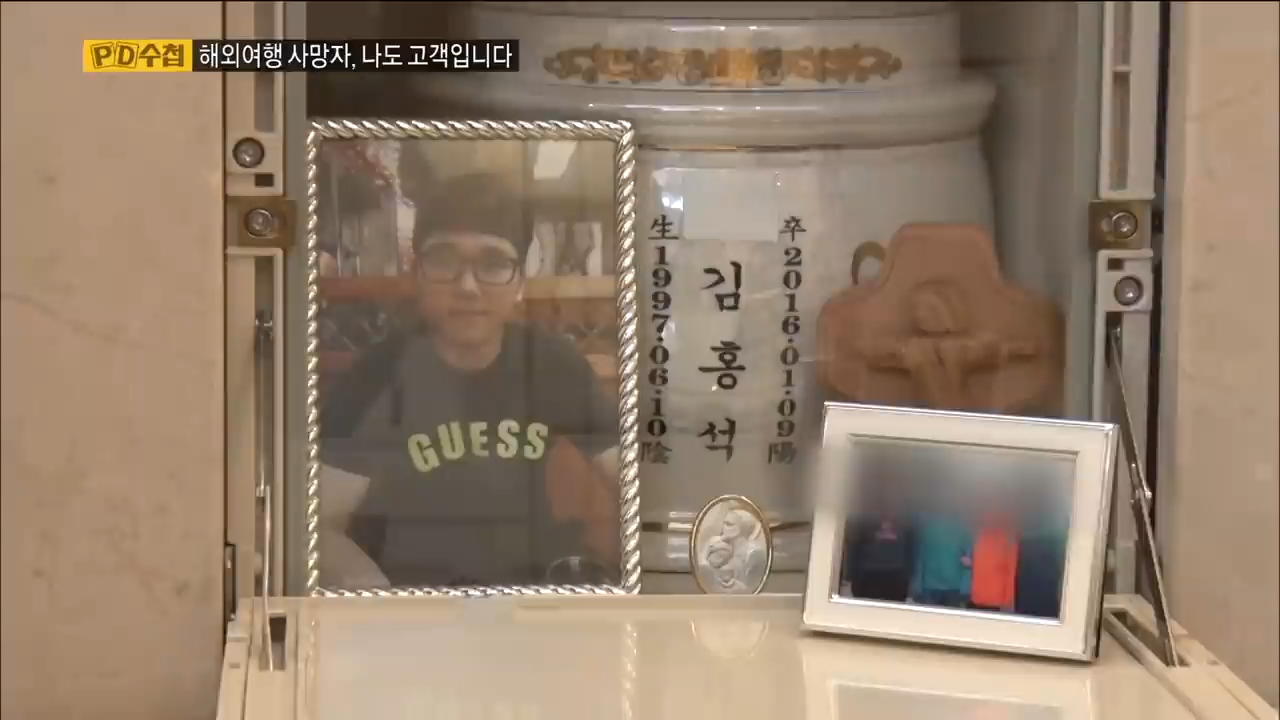 PD수첩 해외여행 사망자, 나도 고객입니다
GUESS
生 1997·06·10 陰
김홍석
卒 2016·01·09 陽